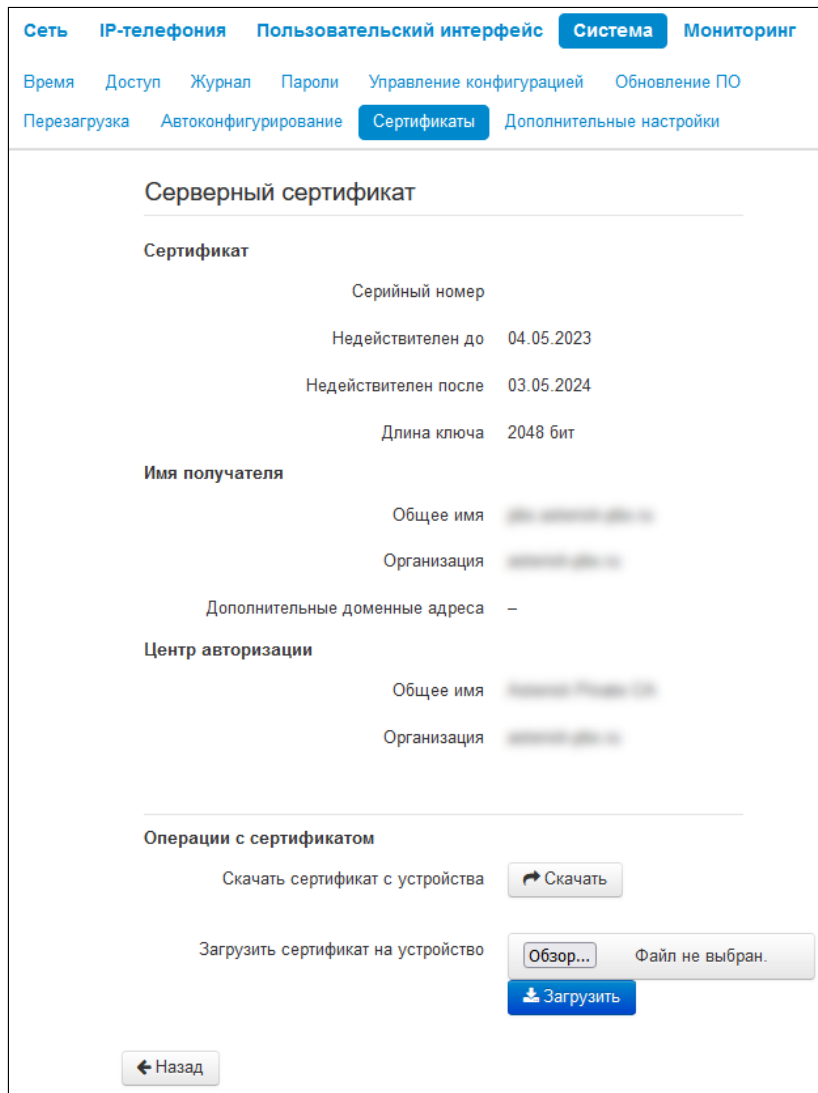 Сеть IP-телефония Пользовательский интерфейс Система Мониторинг
Время Доступ Журнал Пароли Управление конфигурацией Обновление ПО
Перезагрузка Автоконфигурирование Сертификаты Дополнительные настройки
Серверный сертификат
Сертификат
Серийный номер
Недействителен до 04.05.2023
Недействителен после 03.05.2024
Длина ключа 2048 бит
Имя получателя
Общее имя
Организация
Дополнительные доменные адреса –
Центр авторизации
Общее имя
Организация
Операции с сертификатом
Скачать сертификат с устройства Скачать
Загрузить сертификат на устройство Обзор... Файл не выбран.
Загрузить
Назад